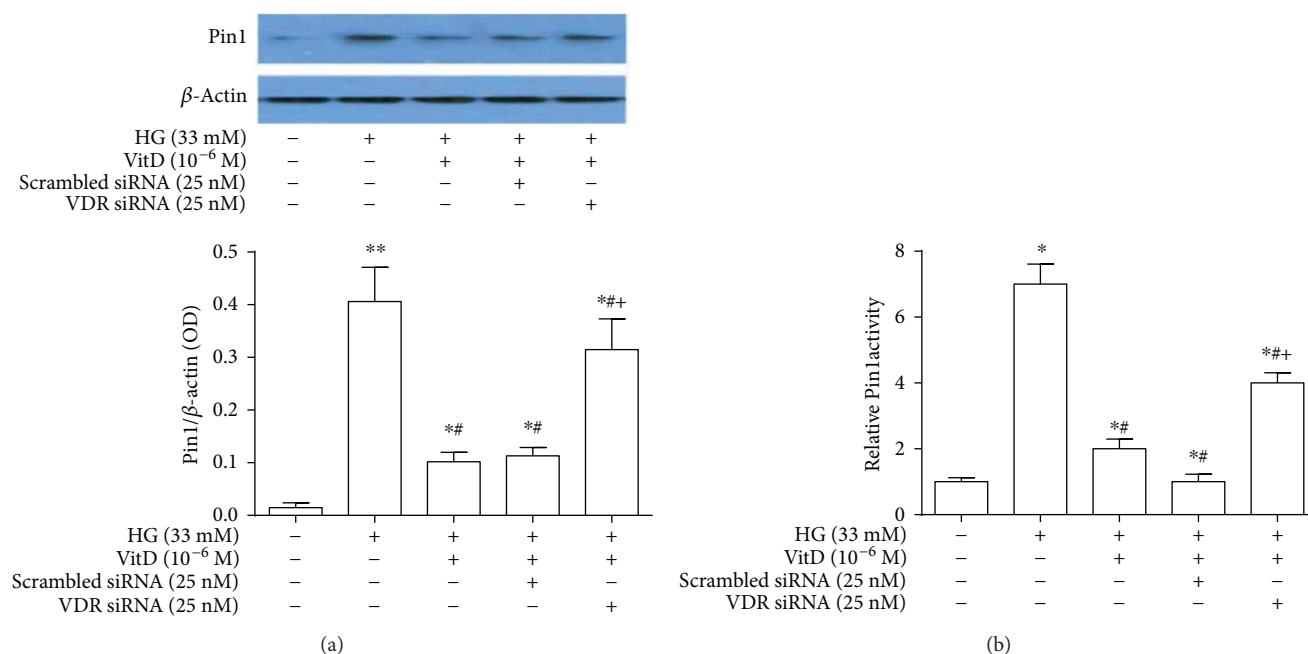 Pin1
β-Actin
HG (33 mM) – + + + +
VitD (10⁻⁶ M) – – + + +
Scrambled siRNA (25 nM) – – – + –
VDR siRNA (25 nM) – – – – +
Pin1/β-actin (OD)
0.5
0.4
0.3
0.2
0.1
0.0
**
*#
*#
*#+
HG (33 mM) – + + + +
VitD (10⁻⁶ M) – – + + +
Scrambled siRNA (25 nM) – – – + –
VDR siRNA (25 nM) – – – – +
(a)
Relative Pin1activity
8
6
4
2
0
*
*#
*#
*#+
HG (33 mM) – + + + +
VitD (10⁻⁶ M) – – + + +
Scrambled siRNA (25 nM) – – – + –
VDR siRNA (25 nM) – – – – +
(b)